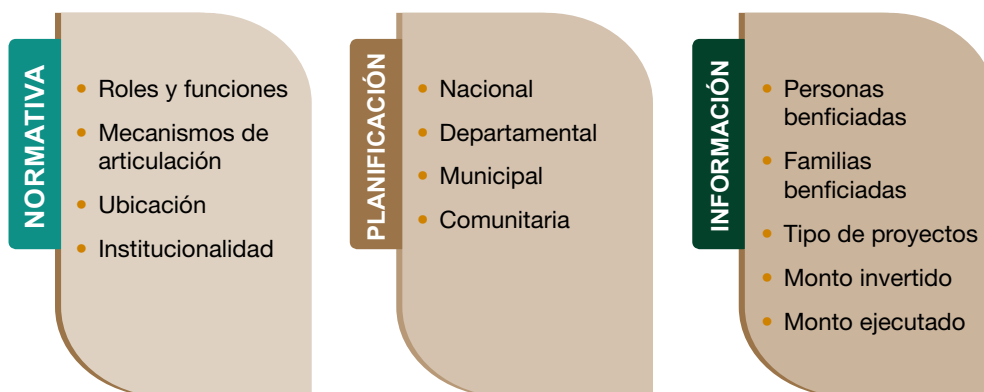 NORMATIVA
• Roles y funciones
• Mecanismos de
articulación
• Ubicación
• Institucionalidad
PLANIFICACIÓN
• Nacional
• Departamental
• Municipal
• Comunitaria
INFORMACIÓN
• Personas
benficiadas
• Familias
benficiadas
• Tipo de proyectos
• Monto invertido
• Monto ejecutado